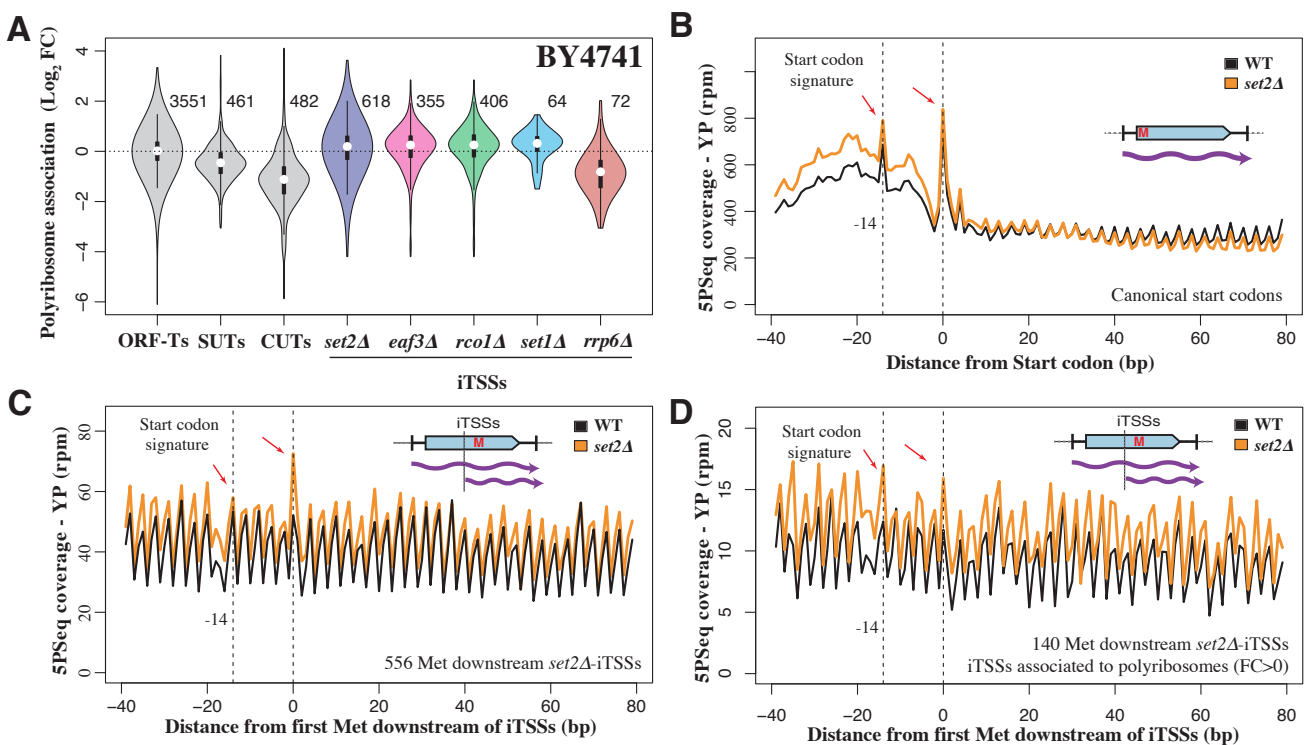 A
BY4741
Polyribosome association (Log2 FC)
4
2
0
−2
−4
−6
3551
461
482
618
355
406
64
72
ORF-Ts
SUTs
CUTs
set2Δ
eaf3Δ
rco1Δ
set1Δ
rrp6Δ
iTSSs
B
5PSeq coverage - YP (rpm)
800
600
400
200
0
Start codon
signature
WT
set2Δ
M
-14
Canonical start codons
−40
−20
0
20
40
60
80
Distance from Start codon (bp)
C
5PSeq coverage - YP (rpm)
80
60
40
20
0
Start codon
signature
iTSSs
WT
set2Δ
M
-14
556 Met downstream set2Δ-iTSSs
−40
−20
0
20
40
60
80
Distance from first Met downstream of iTSSs (bp)
D
5PSeq coverage - YP (rpm)
20
15
10
5
0
Start codon
signature
iTSSs
WT
set2Δ
M
-14
140 Met downstream set2Δ-iTSSs
iTSSs associated to polyribosomes (FC>0)
−40
−20
0
20
40
60
80
Distance from first Met downstream of iTSSs (bp)